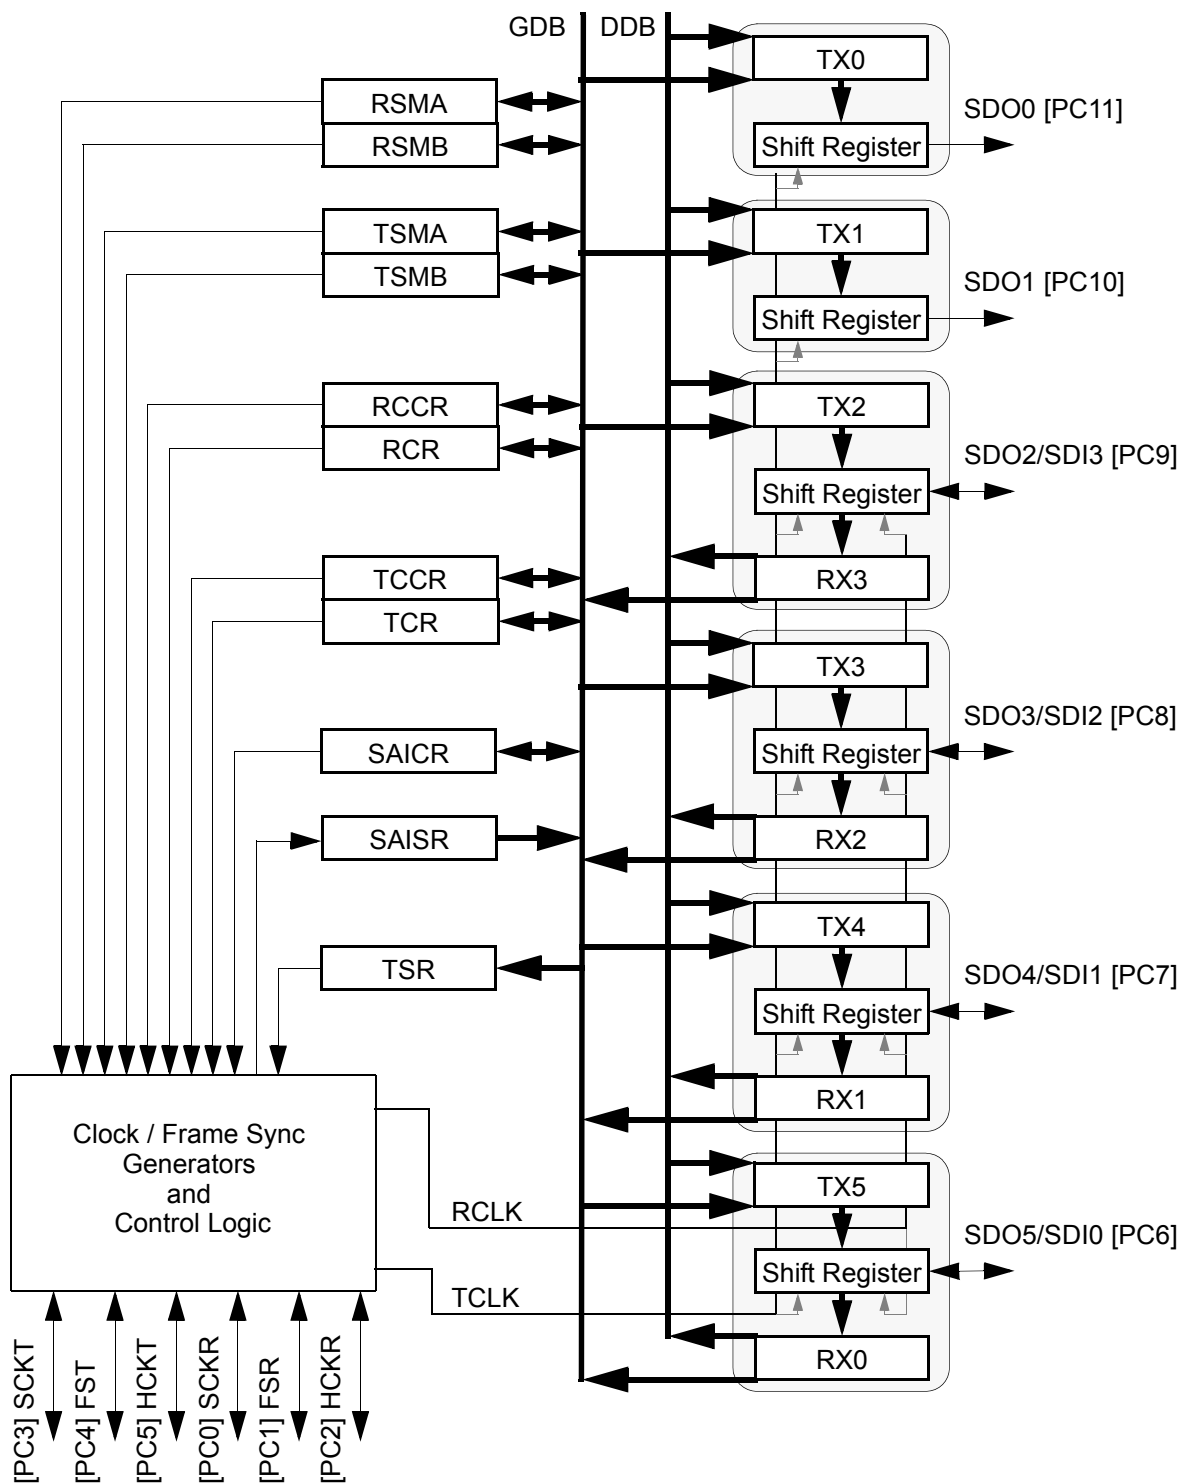 GDB
DDB
TX0
RSMA
SDO0 [PC11]
RSMB
Shift Register
TSMA
TX1
TSMB
SDO1 [PC10]
Shift Register
RCCR
TX2
RCR
SDO2/SDI3 [PC9]
Shift Register
TCCR
RX3
TCR
TX3
SDO3/SDI2 [PC8]
SAICR
Shift Register
SAISR
RX2
TX4
TSR
SDO4/SDI1 [PC7]
Shift Register
RX1
Clock / Frame Sync
Generators
and
Control Logic
TX5
RCLK
SDO5/SDI0 [PC6]
Shift Register
TCLK
RX0
[PC3] SCKT
[PC4] FST
[PC5] HCKT
[PC0] SCKR
[PC1] FSR
[PC2] HCKR